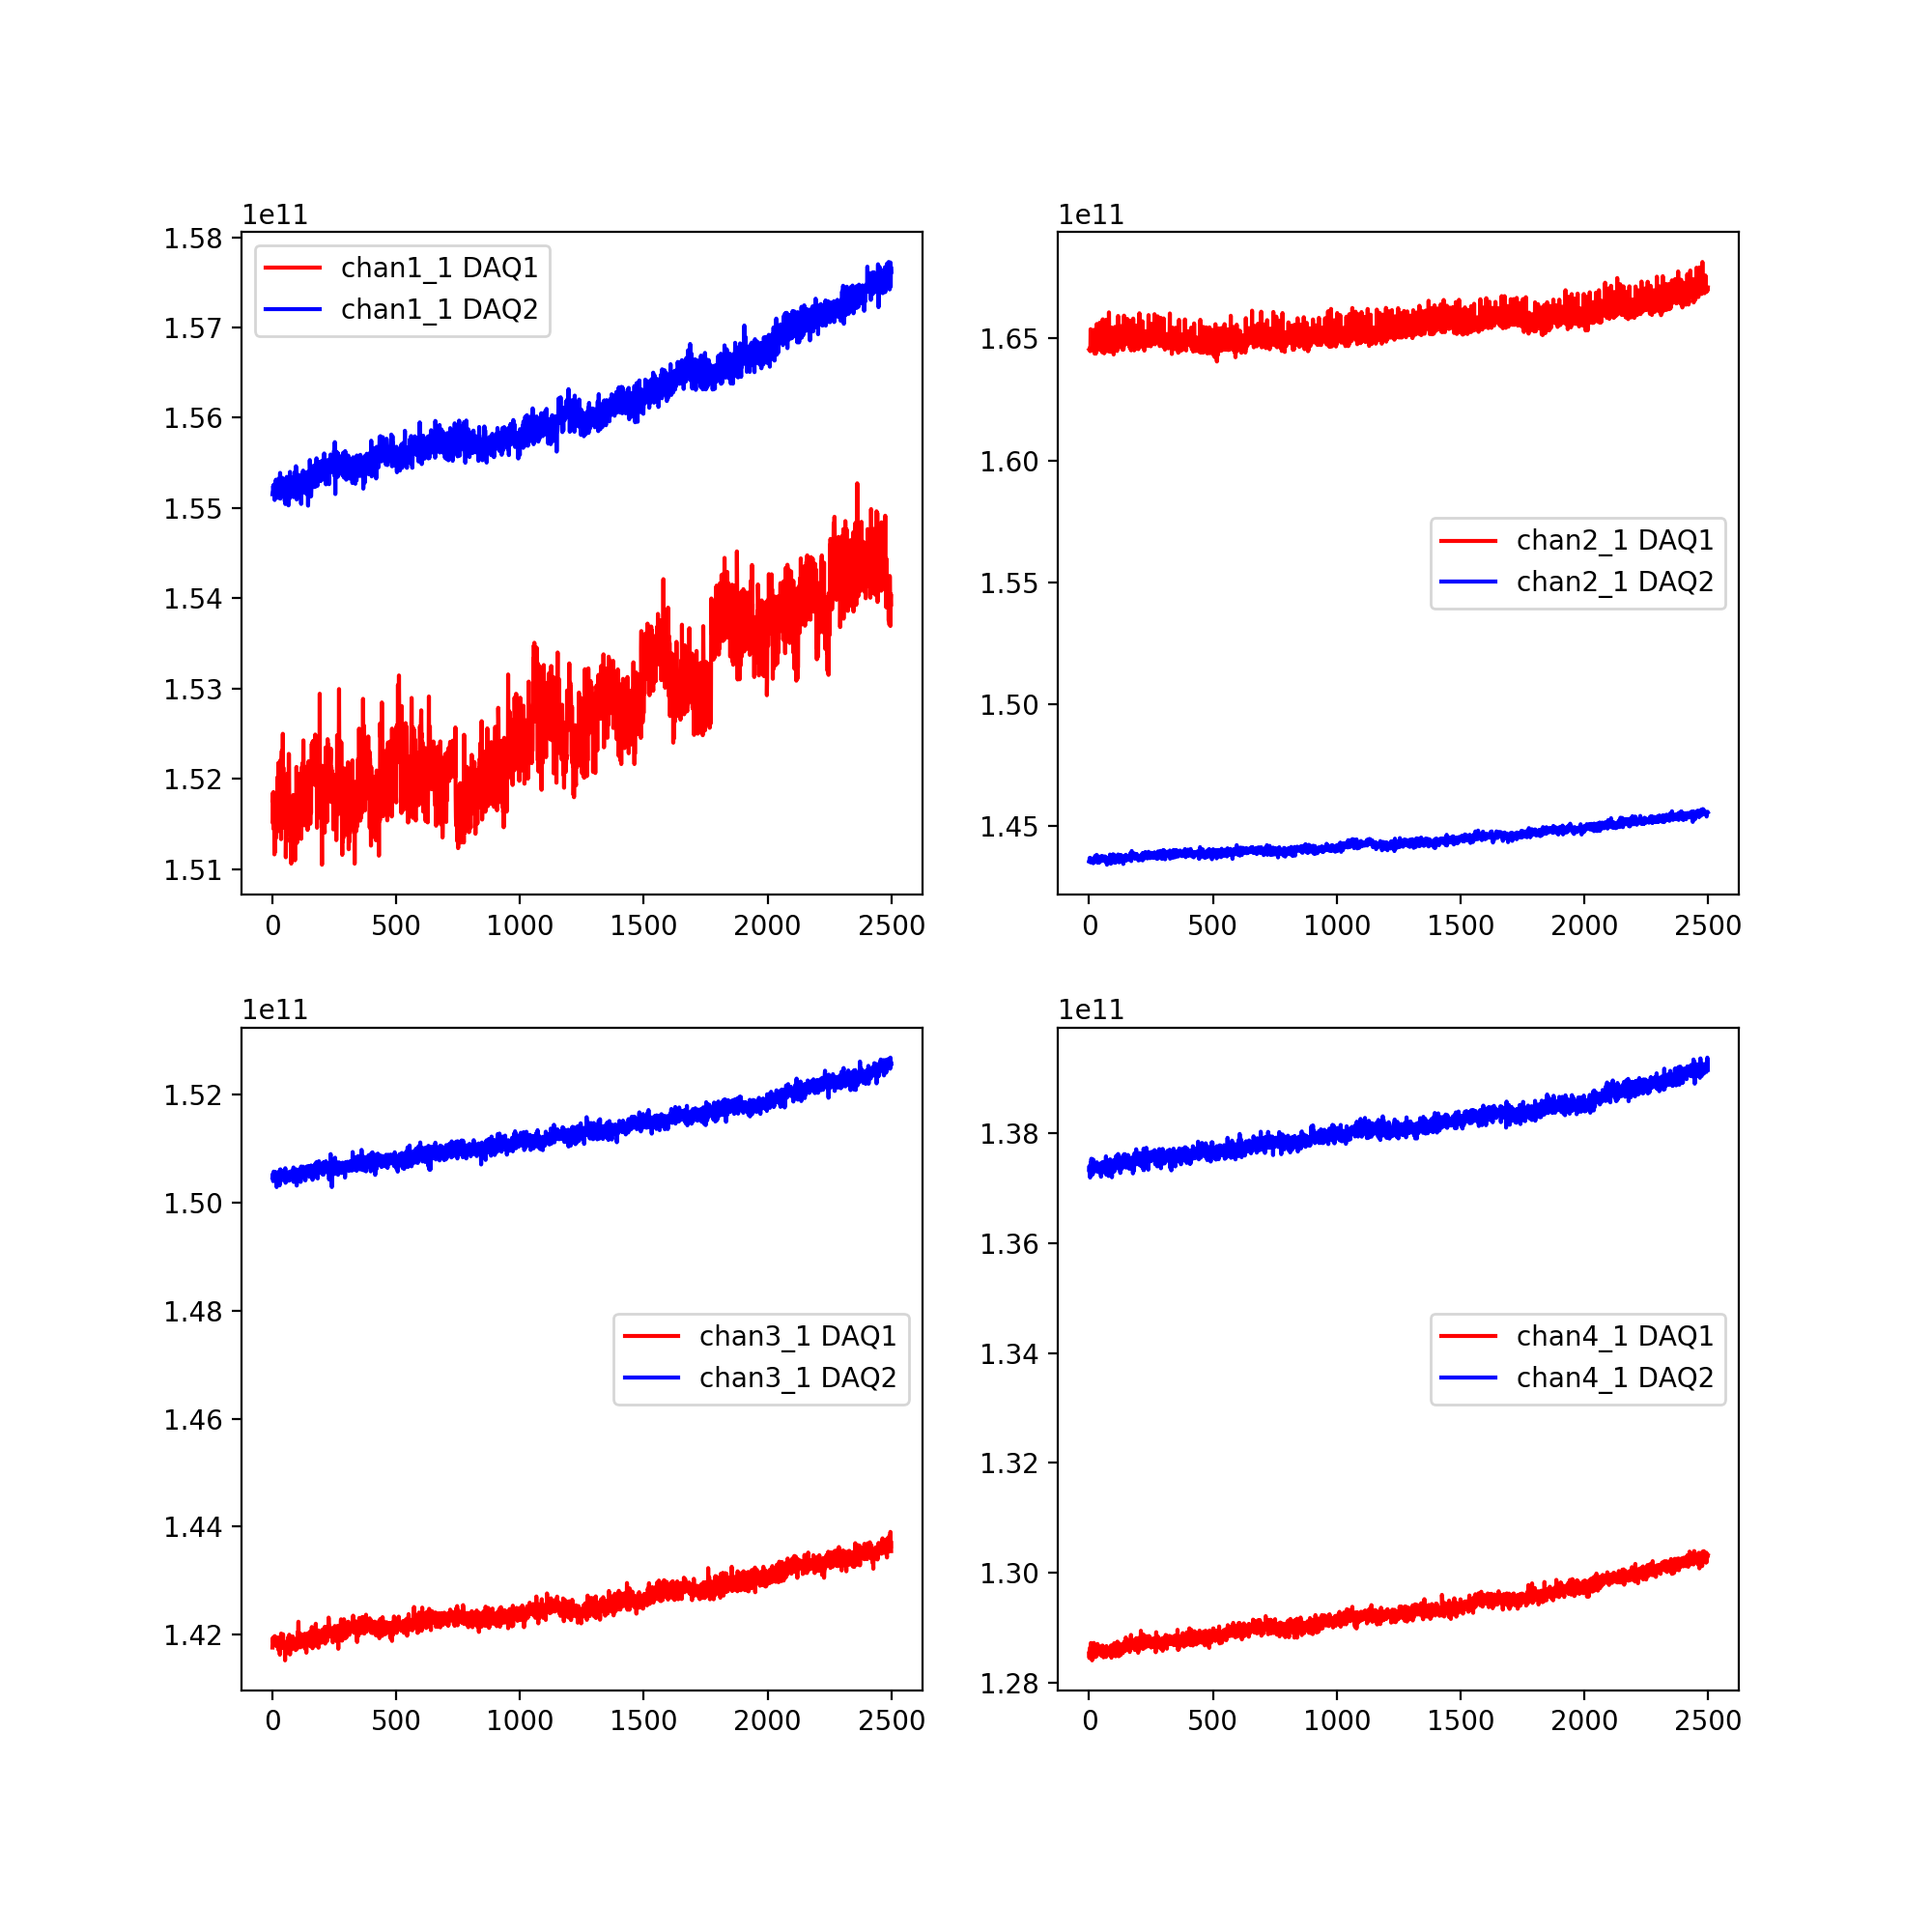 1e11
1.58
1.57
1.56
1.55
1.54
1.53
1.52
1.51
chan1_1 DAQ1
chan1_1 DAQ2
0 500 1000 1500 2000 2500
1e11
1.65
1.60
1.55
1.50
1.45
chan2_1 DAQ1
chan2_1 DAQ2
0 500 1000 1500 2000 2500
1e11
1.52
1.50
1.48
1.46
1.44
1.42
chan3_1 DAQ1
chan3_1 DAQ2
0 500 1000 1500 2000 2500
1e11
1.38
1.36
1.34
1.32
1.30
1.28
chan4_1 DAQ1
chan4_1 DAQ2
0 500 1000 1500 2000 2500